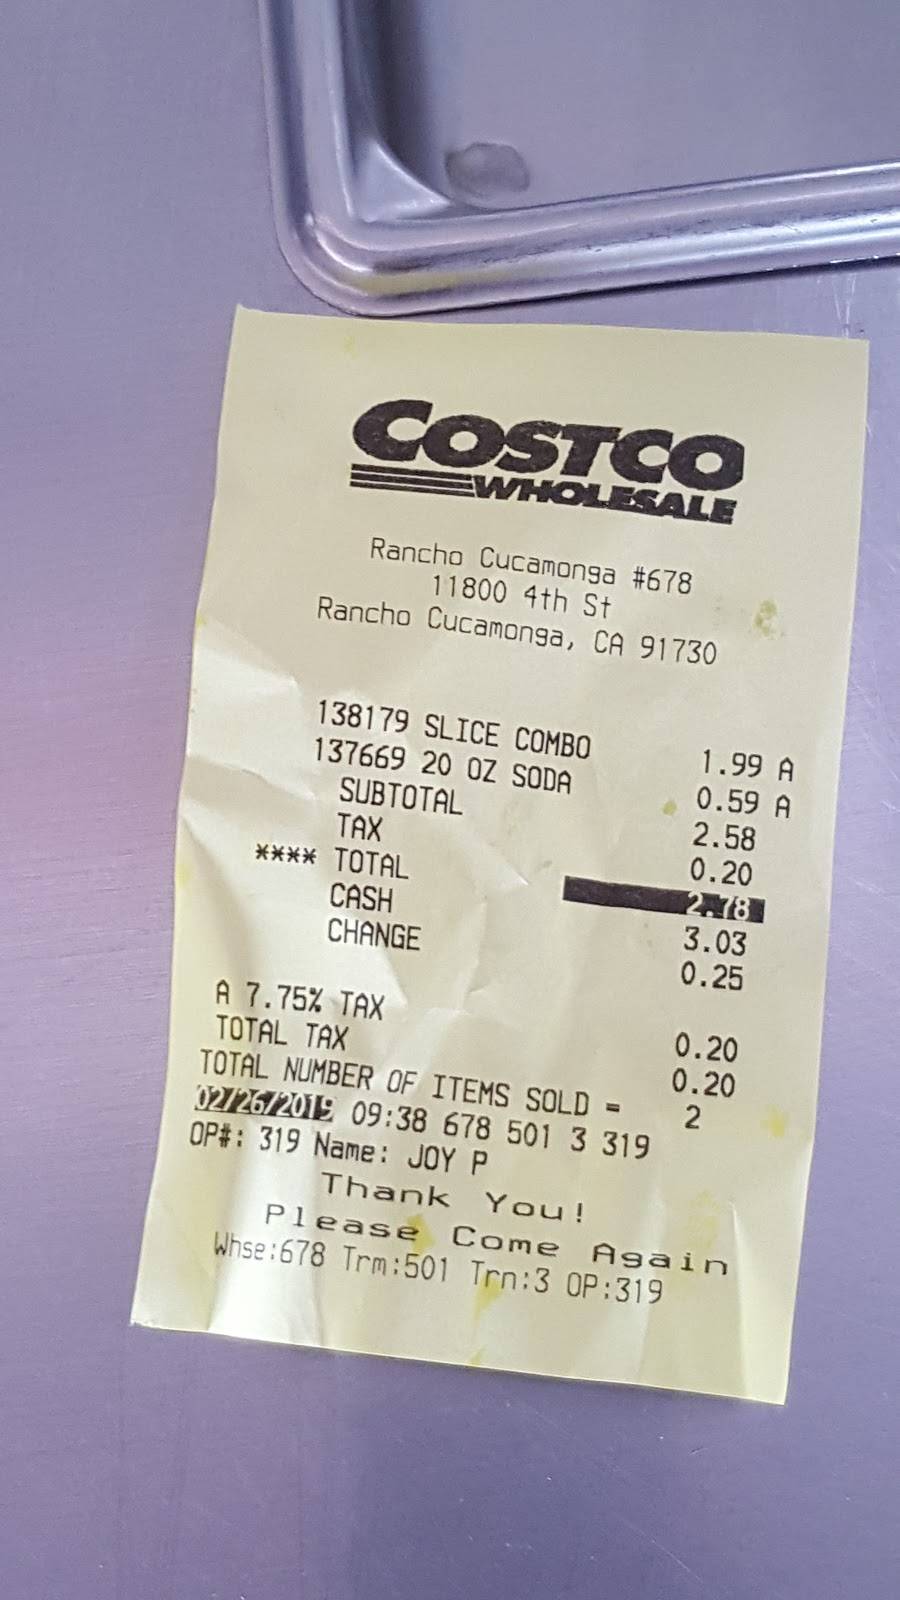 COSTCO
WHOLESALE
Rancho Cucamonga #678
11800 4th St
Rancho Cucamonga, CA 91730
138179 SLICE COMBO 1.99 A
137669 20 OZ SODA 0.59 A
SUBTOTAL 2.58
TAX 0.20
**** TOTAL 2.78
CASH 3.03
CHANGE 0.25
A 7.75% TAX 0.20
TOTAL TAX 0.20
TOTAL NUMBER OF ITEMS SOLD = 2
02/26/2019 09:38 678 501 3 319
OP#: 319 Name: JOY P
Thank You!
Please Come Again
Whse:678 Trm:501 Trn:3 OP:319